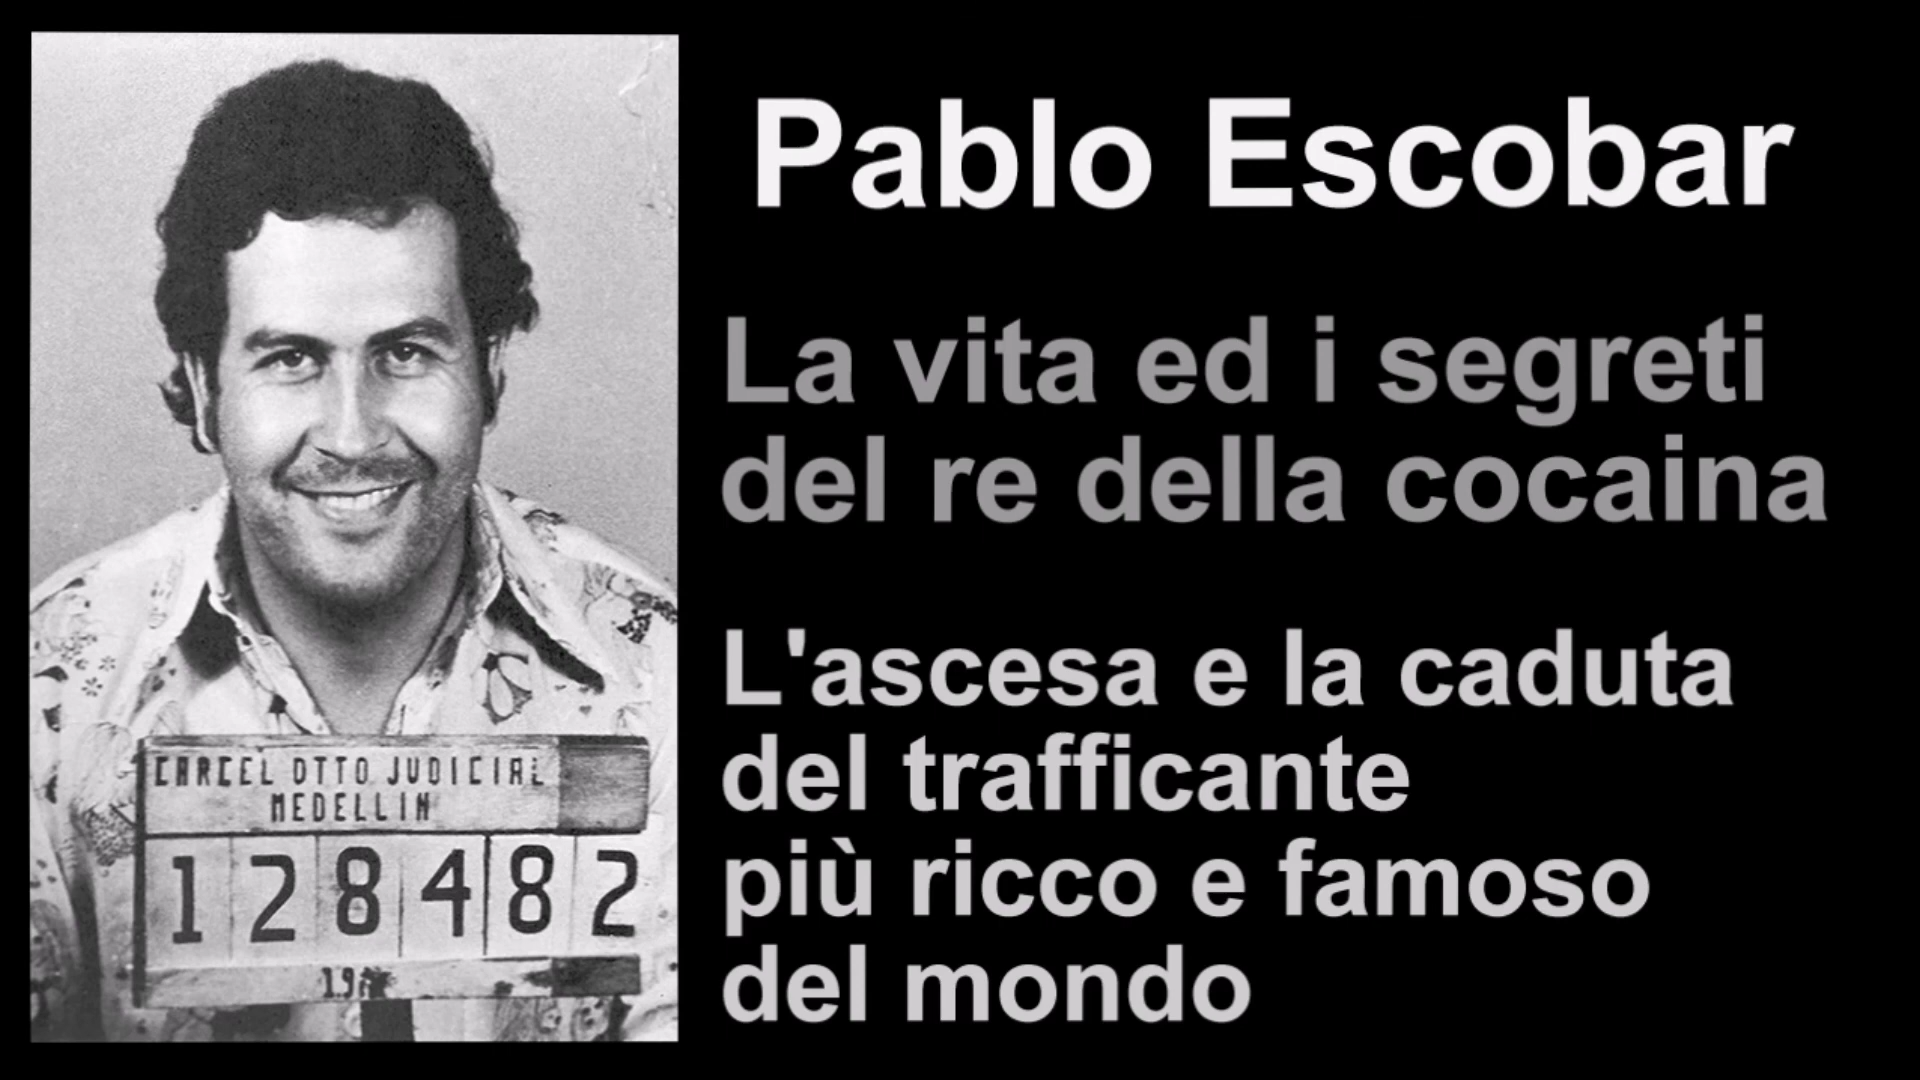 Pablo Escobar
La vita ed i segreti
del re della cocaina
L'ascesa e la caduta
del trafficante
più ricco e famoso
del mondo
CARCEL DTTO JUDICIAL
MEDELLIN
128482